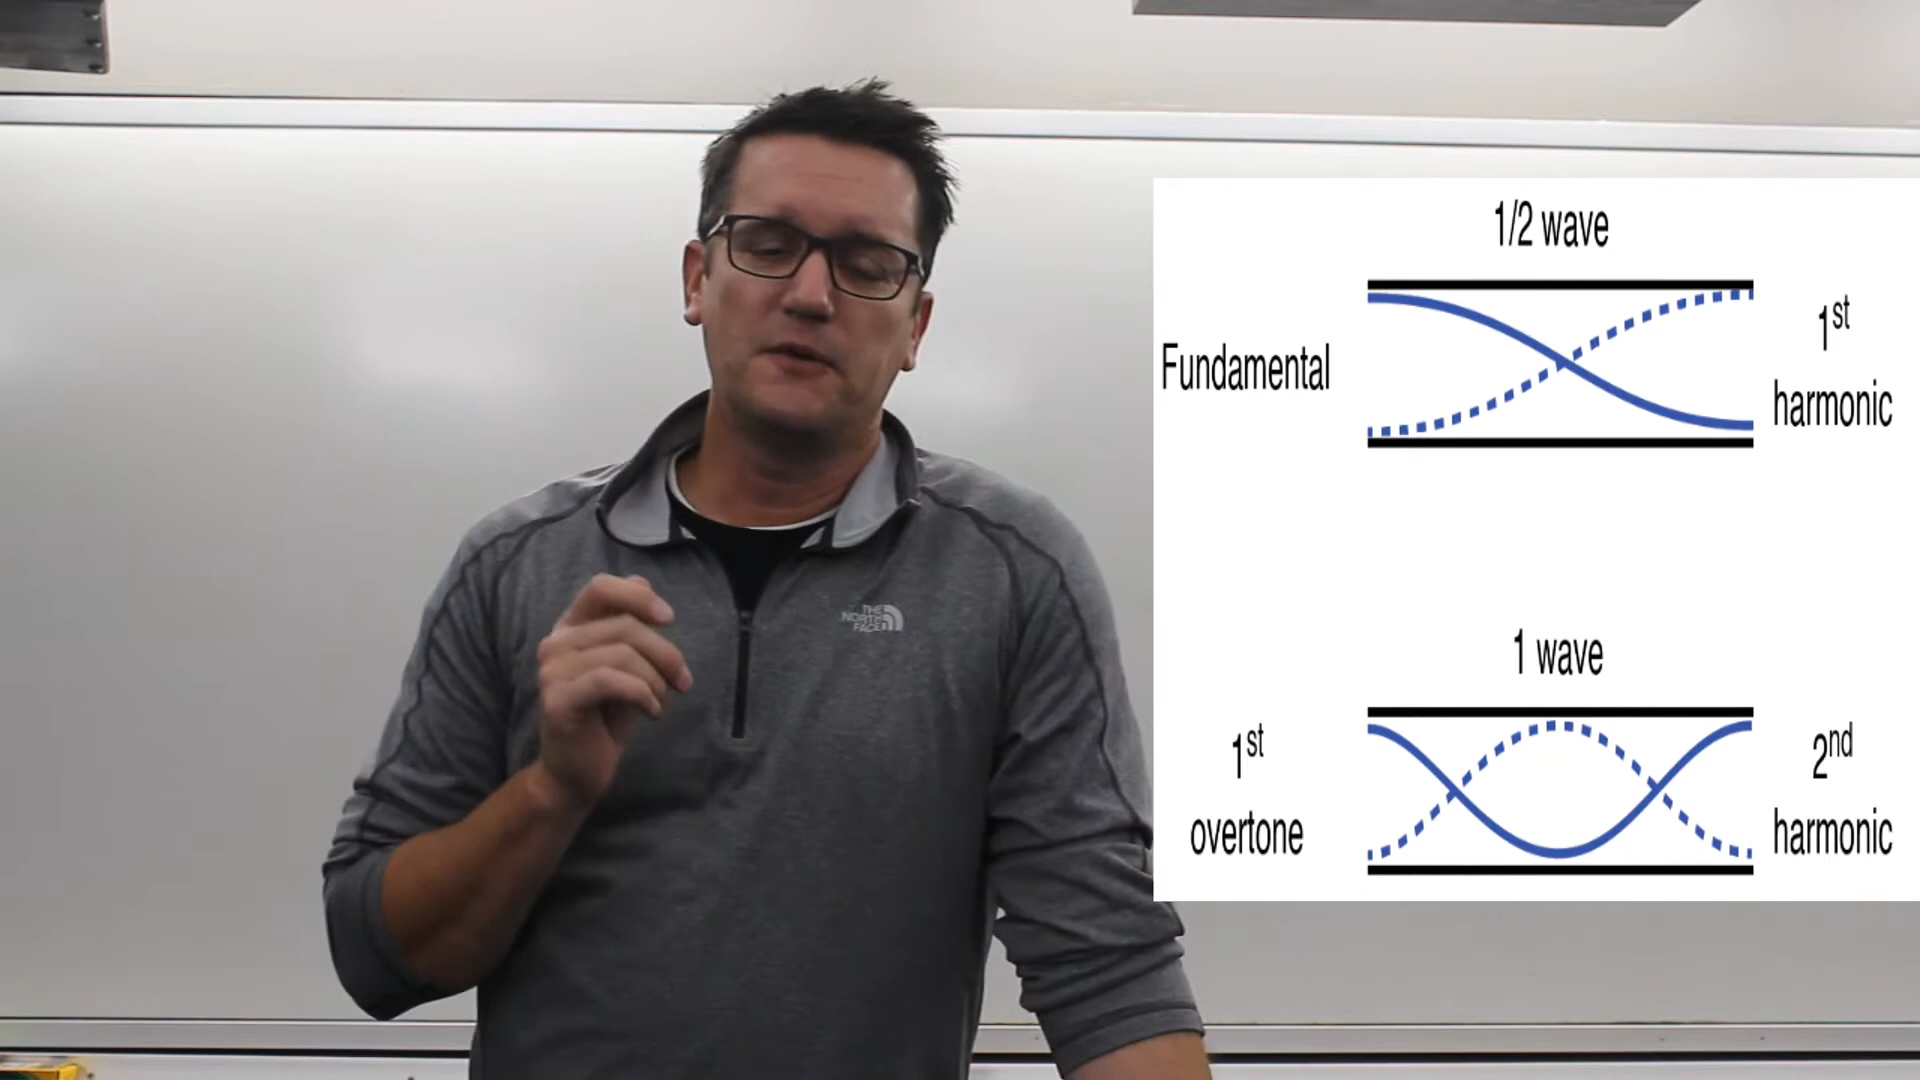 THE
NORTH
FACE
1/2 wave
Fundamental
1st
harmonic
1 wave
1st
overtone
2nd
harmonic